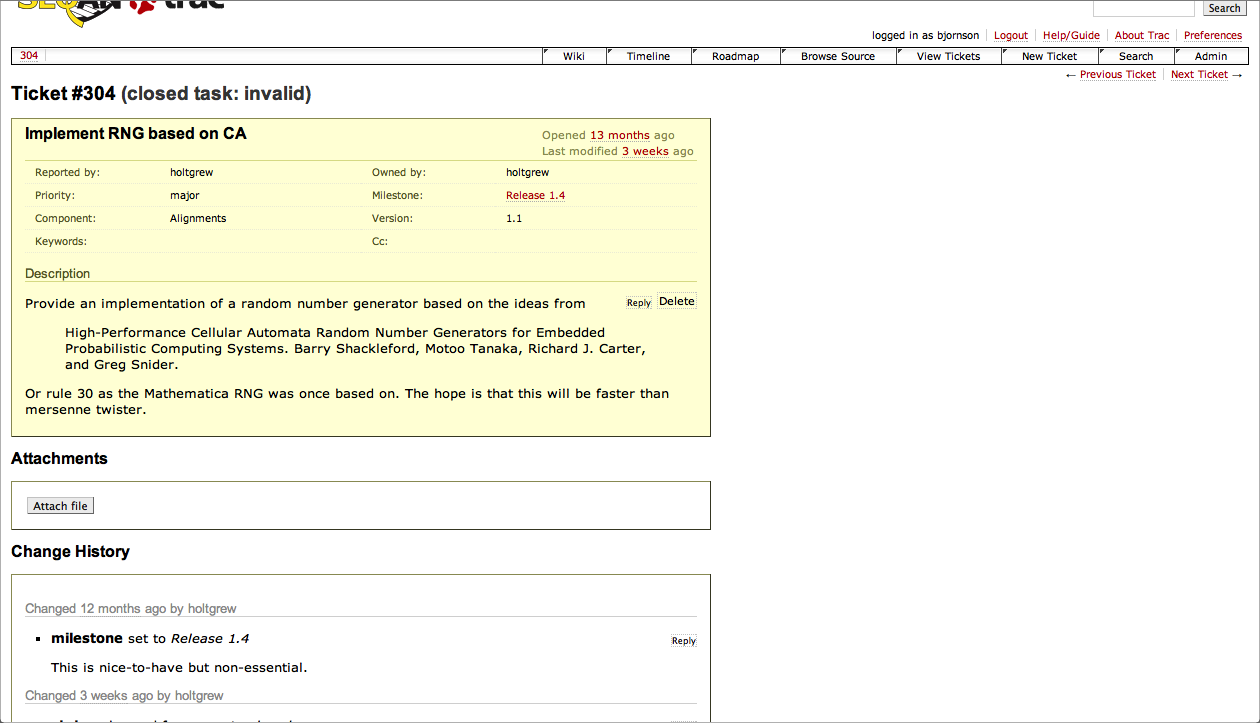 SEQAN trac
Search
logged in as bjornson Logout Help/Guide About Trac Preferences
304 Wiki Timeline Roadmap Browse Source View Tickets New Ticket Search Admin
← Previous Ticket Next Ticket →
Ticket #304 (closed task: invalid)
Implement RNG based on CA
Opened 13 months ago
Last modified 3 weeks ago
Reported by: holtgrew Owned by: holtgrew
Priority: major Milestone: Release 1.4
Component: Alignments Version: 1.1
Keywords: Cc:
Description
Provide an implementation of a random number generator based on the ideas from Reply Delete
High-Performance Cellular Automata Random Number Generators for Embedded
Probabilistic Computing Systems. Barry Shackleford, Motoo Tanaka, Richard J. Carter,
and Greg Snider.
Or rule 30 as the Mathematica RNG was once based on. The hope is that this will be faster than
mersenne twister.
Attachments
Attach file
Change History
Changed 12 months ago by holtgrew
▪ milestone set to Release 1.4 Reply
This is nice-to-have but non-essential.
Changed 3 weeks ago by holtgrew